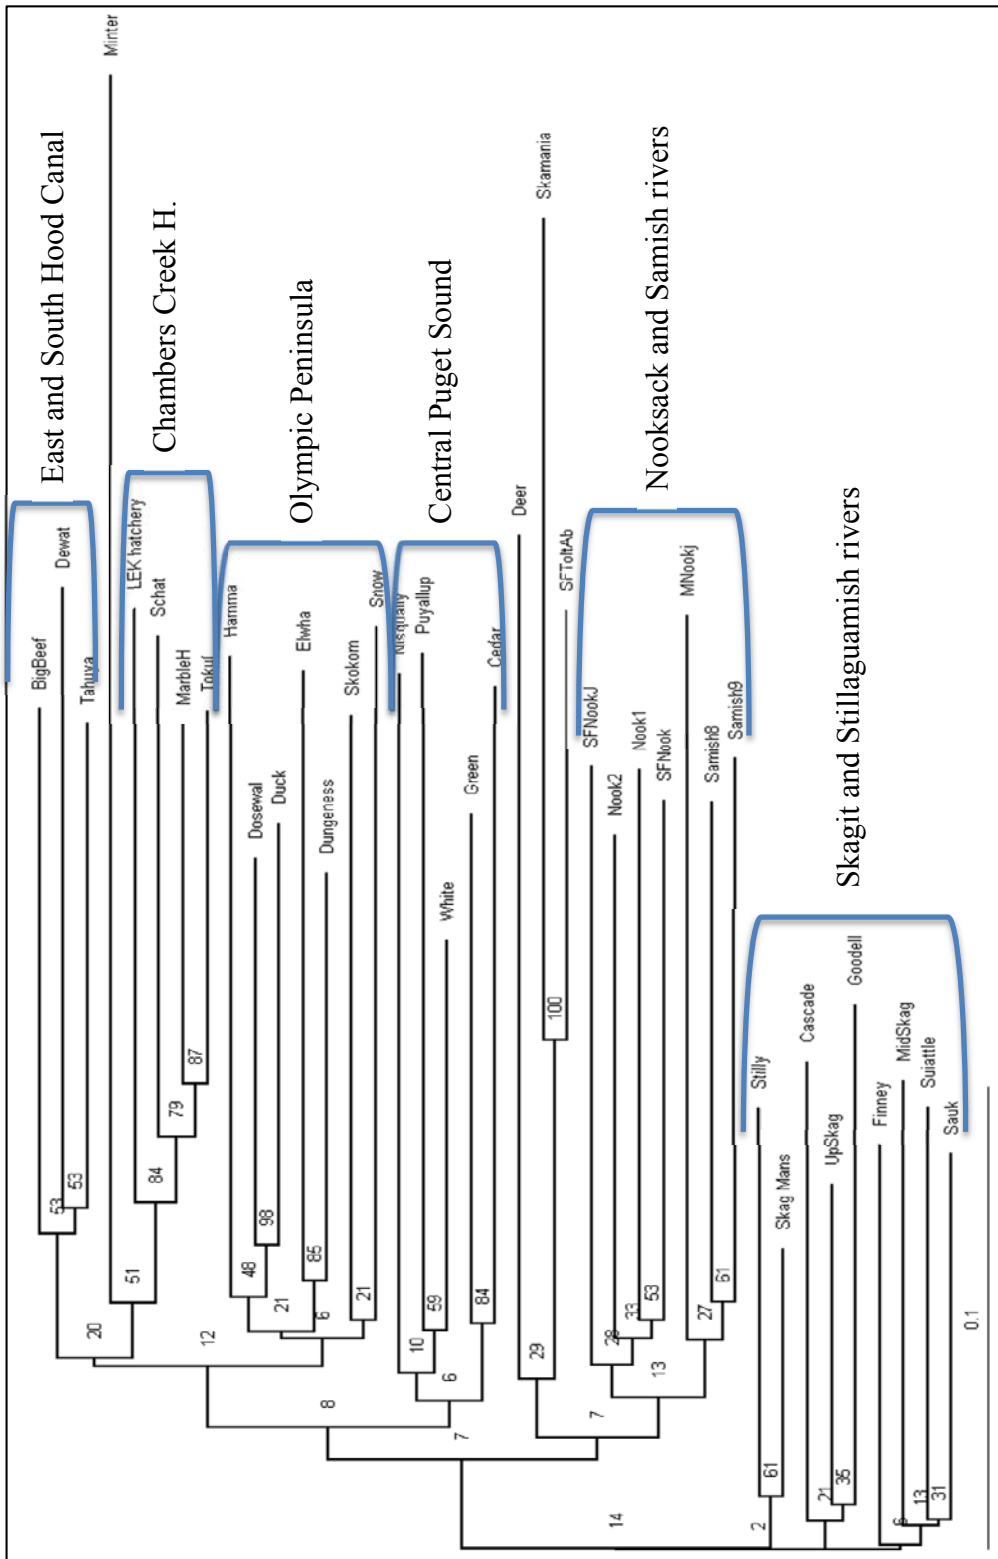 Minter
East and South Hood Canal
BigBeef
Dewat
Tahuya
53
53
20
Chambers Creek H.
LEK hatchery
Schat
MarbleH
Tokul
51
84
79
87
12
Olympic Peninsula
Hamma
Dosewal
Duck
Elwha
Dungeness
Skokom
Snow
48
98
21
85
6
21
8
Central Puget Sound
Nisqually
Puyallup
White
Green
Cedar
10
59
6
84
7
Deer
Skamania
SFToltAb
29
100
7
Nooksack and Samish rivers
SFNookJ
Nook2
Nook1
SFNook
MNookj
Samish8
Samish9
28
33
53
13
27
61
14
Skagit and Stillaguamish rivers
Stilly
Skag Mans
Cascade
UpSkag
Goodell
Finney
MidSkag
Suiattle
Sauk
2
61
21
35
13
31
0.1